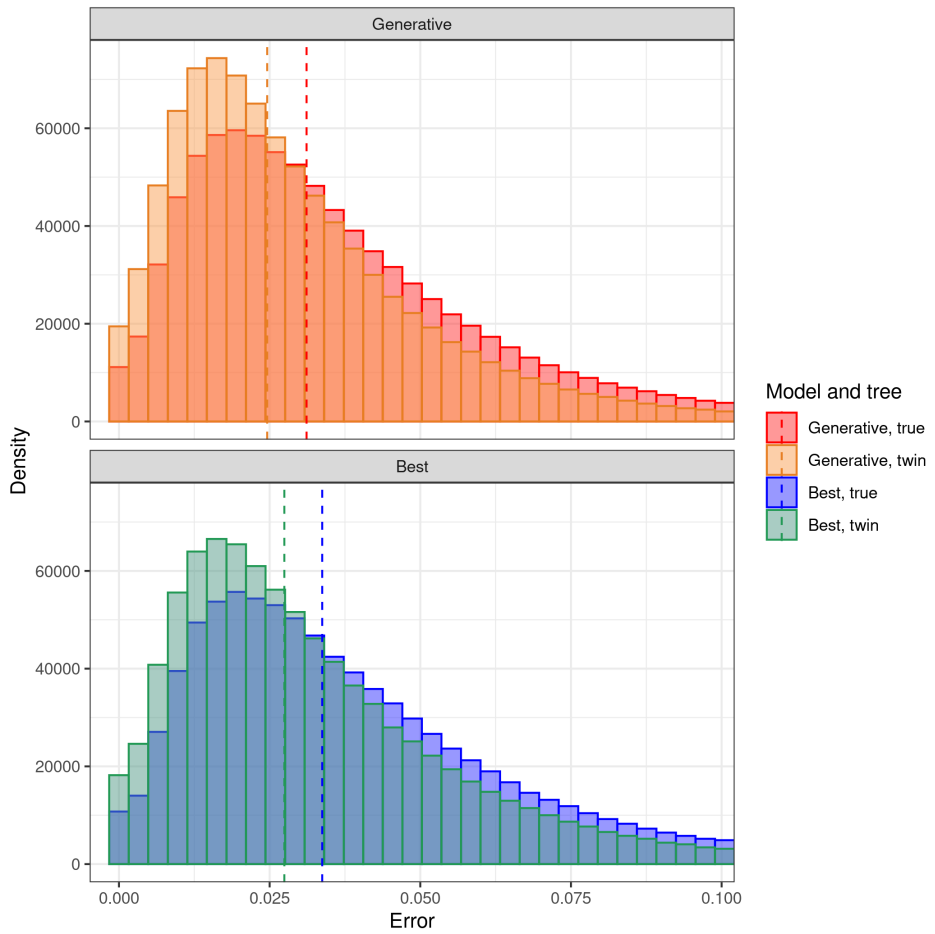 Generative
60000
40000
20000
0
Best
60000
40000
20000
0
0.000 0.025 0.050 0.075 0.100
Error
Density
Model and tree
Generative, true
Generative, twin
Best, true
Best, twin